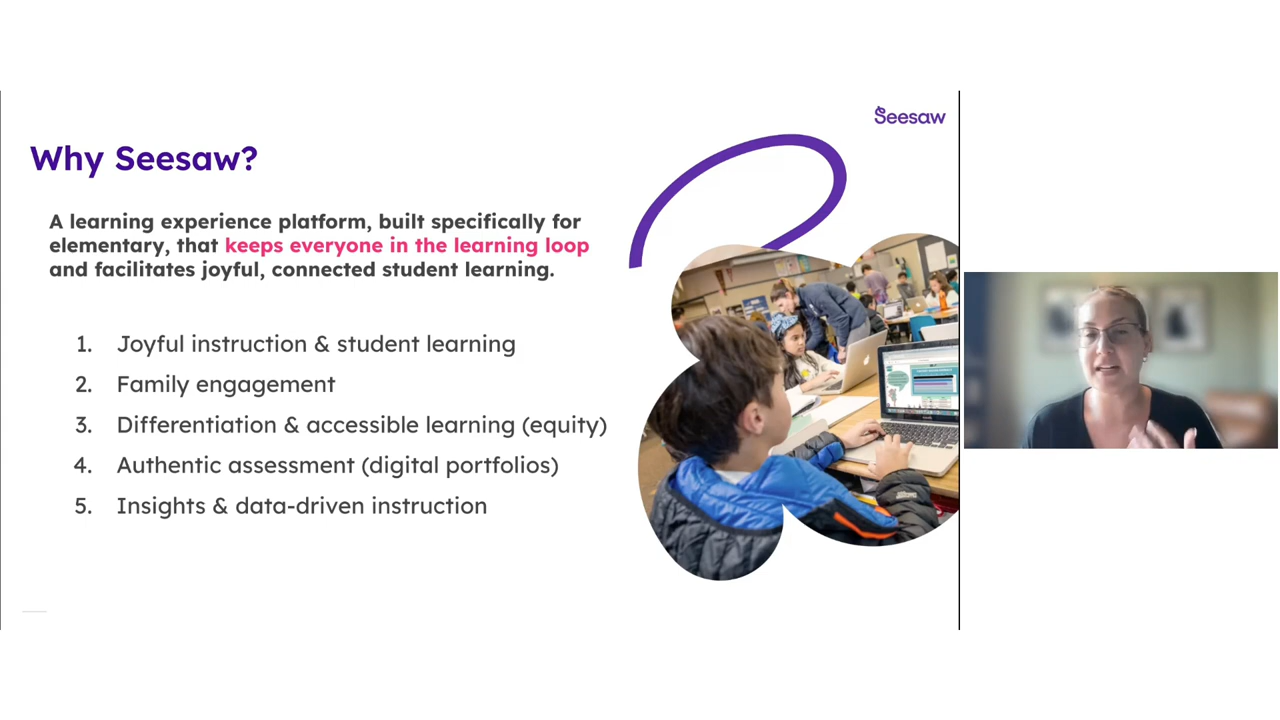 Seesaw
Why Seesaw?
A learning experience platform, built specifically for
elementary, that keeps everyone in the learning loop
and facilitates joyful, connected student learning.
1. Joyful instruction & student learning
2. Family engagement
3. Differentiation & accessible learning (equity)
4. Authentic assessment (digital portfolios)
5. Insights & data-driven instruction